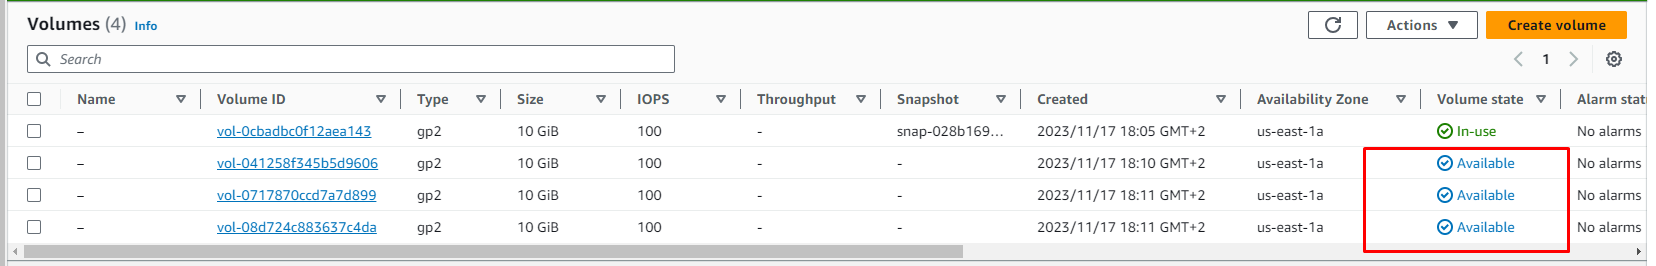 Volumes (4) Info
Actions Create volume
Search
1
Name Volume ID Type Size IOPS Throughput Snapshot Created Availability Zone Volume state Alarm stat
– vol-0cbadbc0f12aea143 gp2 10 GiB 100 - snap-028b169... 2023/11/17 18:05 GMT+2 us-east-1a In-use No alarms
– vol-041258f345b5d9606 gp2 10 GiB 100 - - 2023/11/17 18:10 GMT+2 us-east-1a Available No alarms
– vol-0717870ccd7a7d899 gp2 10 GiB 100 - - 2023/11/17 18:11 GMT+2 us-east-1a Available No alarms
– vol-08d724c883637c4da gp2 10 GiB 100 - - 2023/11/17 18:11 GMT+2 us-east-1a Available No alarms